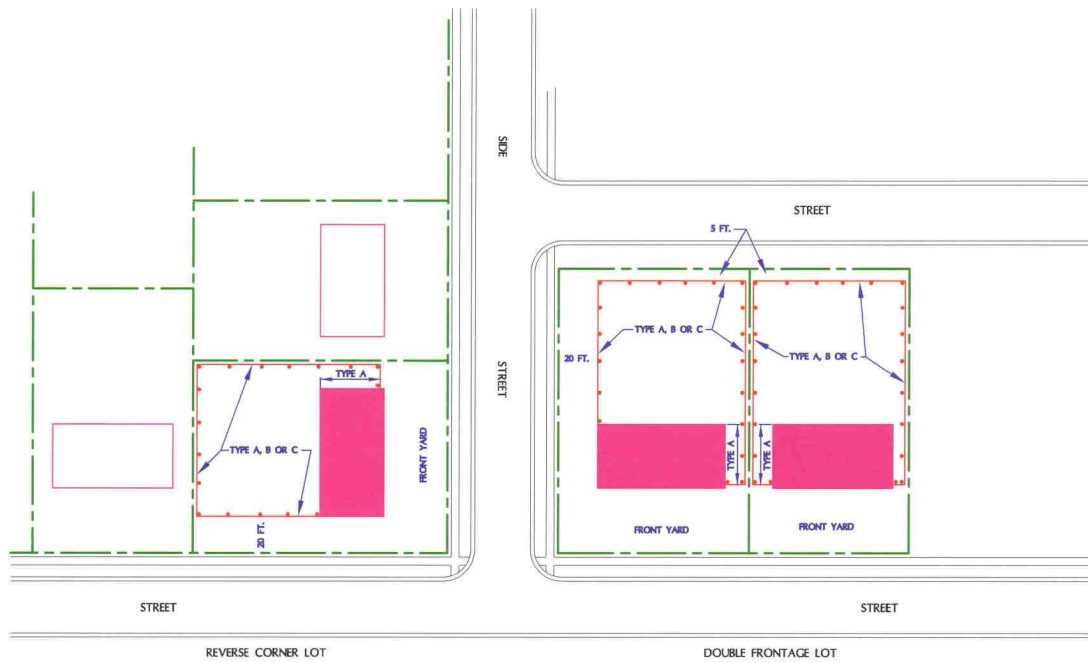 SIDE
STREET
STREET
5 FT.
TYPE A, B OR C
20 FT.
TYPE A, B OR C
TYPE A
TYPE A, B OR C
FRONT YARD
20 FT.
TYPE A
TYPE A
FRONT YARD
FRONT YARD
STREET
STREET
REVERSE CORNER LOT
DOUBLE FRONTAGE LOT